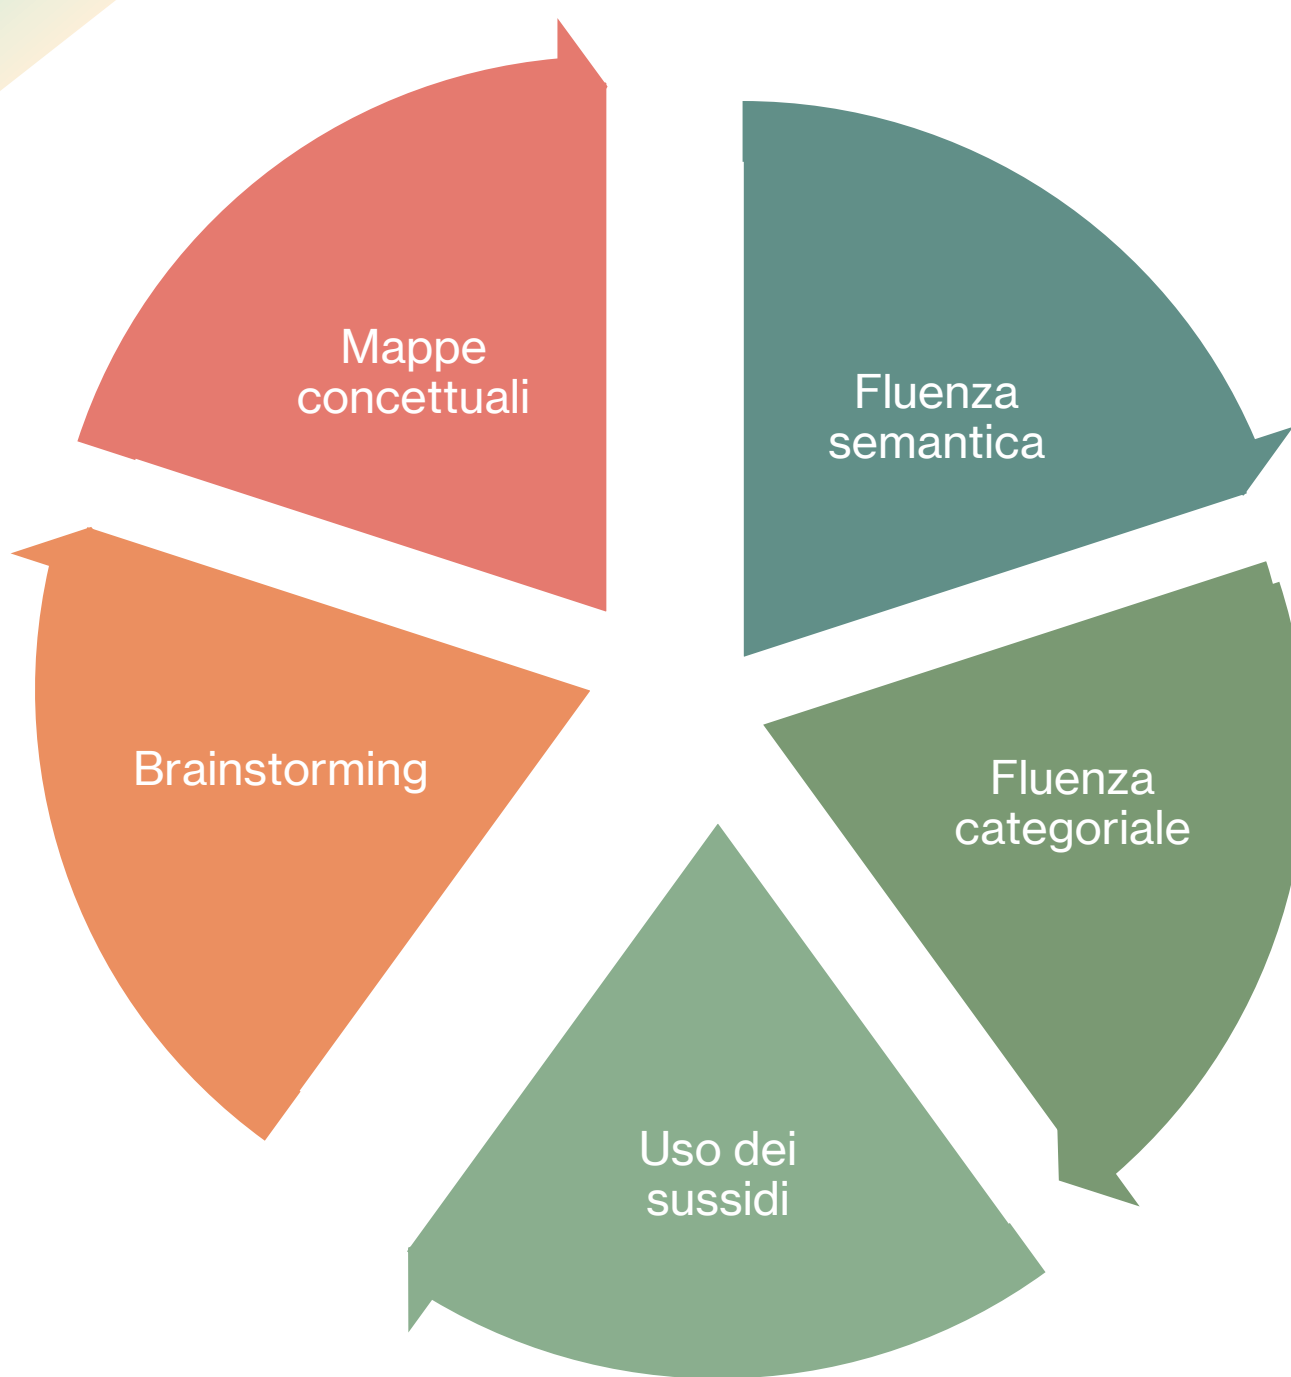 Mappe
concettuali
Fluenza
semantica
Brainstorming
Fluenza
categoriale
Uso dei
sussidi